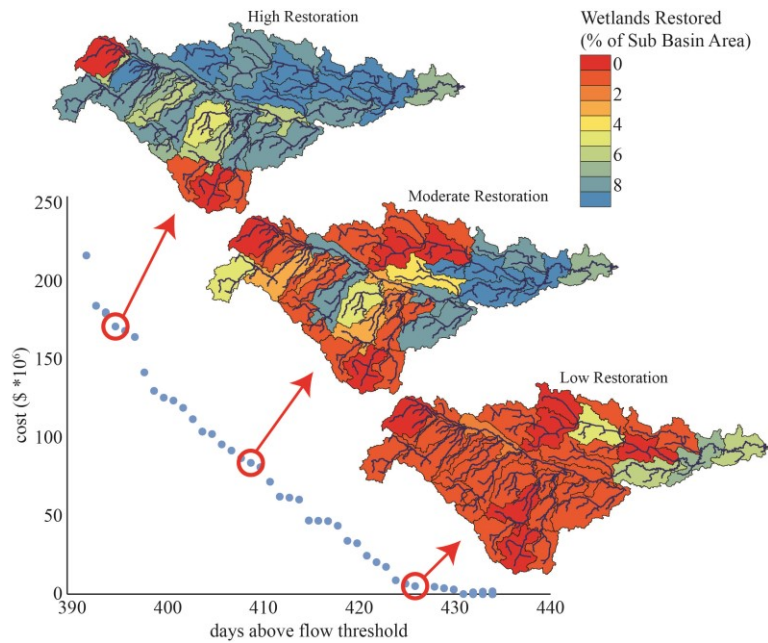 High Restoration
Wetlands Restored
(% of Sub Basin Area)
0
2
4
6
8
Moderate Restoration
Low Restoration
250
200
150
100
50
0
cost ($ *10⁶)
390
400
410
420
430
440
days above flow threshold